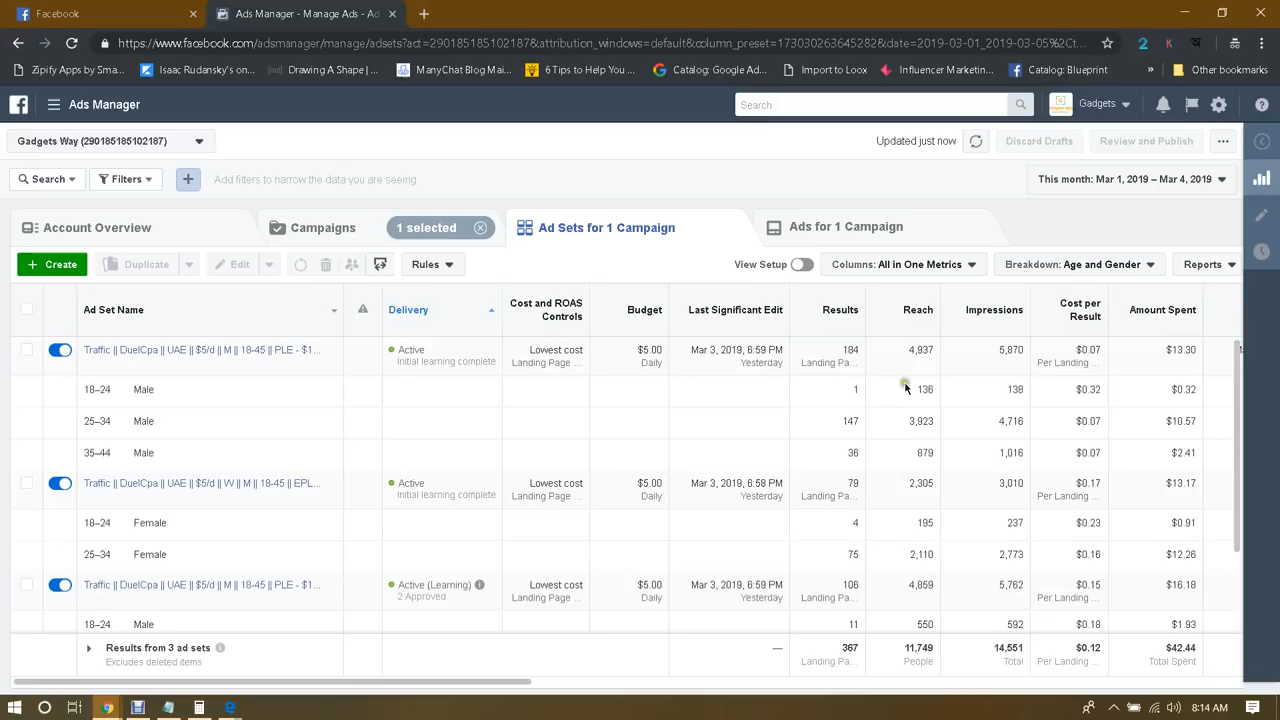 Facebook
Ads Manager - Manage Ads - Ad
https://www.facebook.com/adsmanager/manage/adsets?act=290185185102187&attribution_windows=default&column_preset=173030263645282&date=2019-03-01_2019-03-05%2Ct...
Zipify Apps by Sma... Isaac Rudansky's on... Drawing A Shape | ... ManyChat Blog Mai... 6 Tips to Help You ... Catalog: Google Ad... Import to Loox Influencer Marketin... Catalog: Blueprint » Other bookmarks
Ads Manager Search Gadgets
Gadgets Way (290185185102187) Updated just now Discard Drafts Review and Publish
Search Filters Add filters to narrow the data you are seeing This month: Mar 1, 2019 – Mar 4, 2019
Account Overview Campaigns 1 selected Ad Sets for 1 Campaign Ads for 1 Campaign
+ Create Duplicate Edit Rules View Setup Columns: All in One Metrics Breakdown: Age and Gender Reports
Ad Set Name Delivery Cost and ROAS Controls Budget Last Significant Edit Results Reach Impressions Cost per Result Amount Spent
Traffic || DuelCpa || UAE || $5/d || M || 18-45 || PLE - $1... Active Lowest cost $5.00 Mar 3, 2019, 6:59 PM 184 4,937 5,870 $0.07 $13.30
Initial learning complete Landing Page ... Daily Yesterday Landing Pa... Per Landing ...
18–24 Male 1 136 138 $0.32 $0.32
25–34 Male 147 3,923 4,716 $0.07 $10.57
35–44 Male 36 879 1,016 $0.07 $2.41
Traffic || DuelCpa || UAE || $5/d || W || M || 18-45 || EPL... Active Lowest cost $5.00 Mar 3, 2019, 6:58 PM 79 2,305 3,010 $0.17 $13.17
Initial learning complete Landing Page ... Daily Yesterday Landing Pa... Per Landing ...
18–24 Female 4 195 237 $0.23 $0.91
25–34 Female 75 2,110 2,773 $0.16 $12.26
Traffic || DuelCpa || UAE || $5/d || M || 18-45 || PLE - $1... Active (Learning) Lowest cost $5.00 Mar 3, 2019, 6:59 PM 106 4,859 5,762 $0.15 $16.18
2 Approved Landing Page ... Daily Yesterday Landing Pa... Per Landing ...
18–24 Male 11 550 592 $0.18 $1.93
Results from 3 ad sets — 367 11,749 14,551 $0.12 $42.44
Excludes deleted items Landing Pa... People Total Per Landing ... Total Spent
8:14 AM